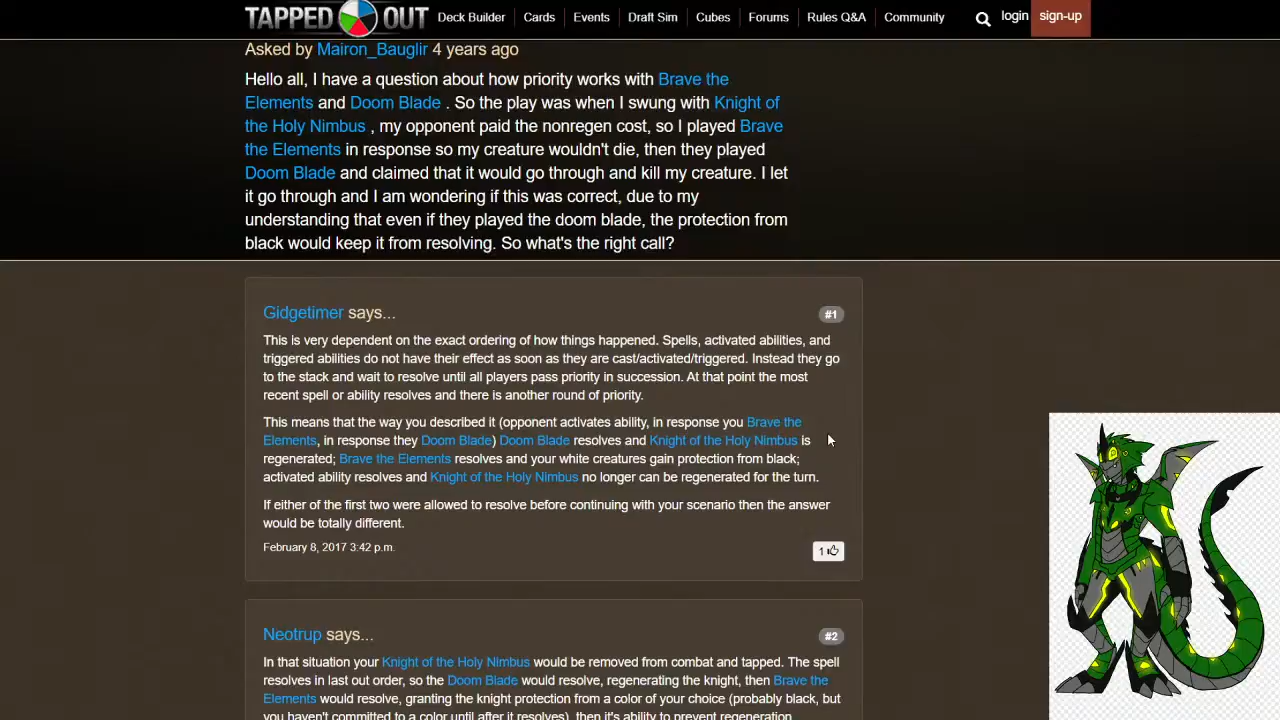 TAPPED OUT Deck Builder Cards Events Draft Sim Cubes Forums Rules Q&A Community login sign-up
Asked by Mairon_Bauglir 4 years ago
Hello all, I have a question about how priority works with Brave the
Elements and Doom Blade . So the play was when I swung with Knight of
the Holy Nimbus , my opponent paid the nonregen cost, so I played Brave
the Elements in response so my creature wouldn't die, then they played
Doom Blade and claimed that it would go through and kill my creature. I let
it go through and I am wondering if this was correct, due to my
understanding that even if they played the doom blade, the protection from
black would keep it from resolving. So what's the right call?
Gidgetimer says... #1
This is very dependent on the exact ordering of how things happened. Spells, activated abilities, and
triggered abilities do not have their effect as soon as they are cast/activated/triggered. Instead they go
to the stack and wait to resolve until all players pass priority in succession. At that point the most
recent spell or ability resolves and there is another round of priority.
This means that the way you described it (opponent activates ability, in response you Brave the
Elements, in response they Doom Blade) Doom Blade resolves and Knight of the Holy Nimbus is
regenerated; Brave the Elements resolves and your white creatures gain protection from black;
activated ability resolves and Knight of the Holy Nimbus no longer can be regenerated for the turn.
If either of the first two were allowed to resolve before continuing with your scenario then the answer
would be totally different.
February 8, 2017 3:42 p.m. 1
Neotrup says... #2
In that situation your Knight of the Holy Nimbus would be removed from combat and tapped. The spell
resolves in last out order, so the Doom Blade would resolve, regenerating the knight, then Brave the
Elements would resolve, granting the knight protection from a color of your choice (probably black, but
you haven't committed to a color until after it resolves), then it's ability to prevent regeneration